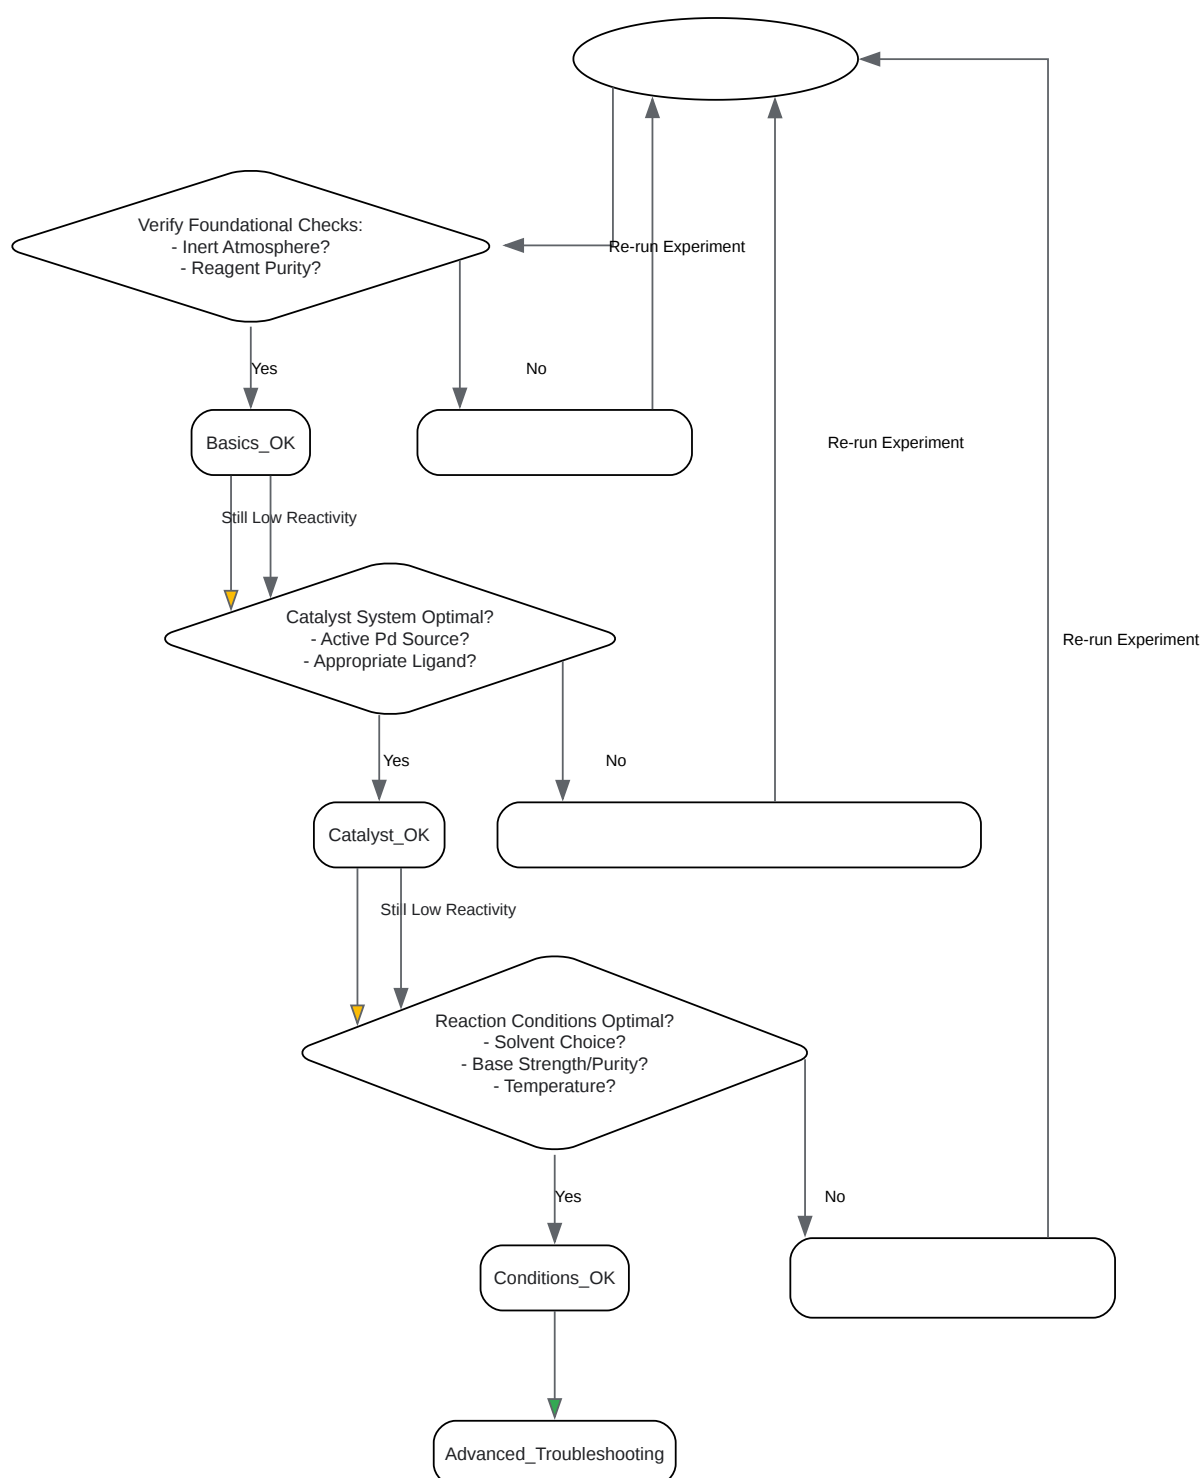 Verify Foundational Checks:
- Inert Atmosphere?
- Reagent Purity?
Re-run Experiment
Yes
No
Basics_OK
Re-run Experiment
Still Low Reactivity
Catalyst System Optimal?
- Active Pd Source?
- Appropriate Ligand?
Re-run Experiment
Yes
No
Catalyst_OK
Still Low Reactivity
Reaction Conditions Optimal?
- Solvent Choice?
- Base Strength/Purity?
- Temperature?
Yes
No
Conditions_OK
Advanced_Troubleshooting